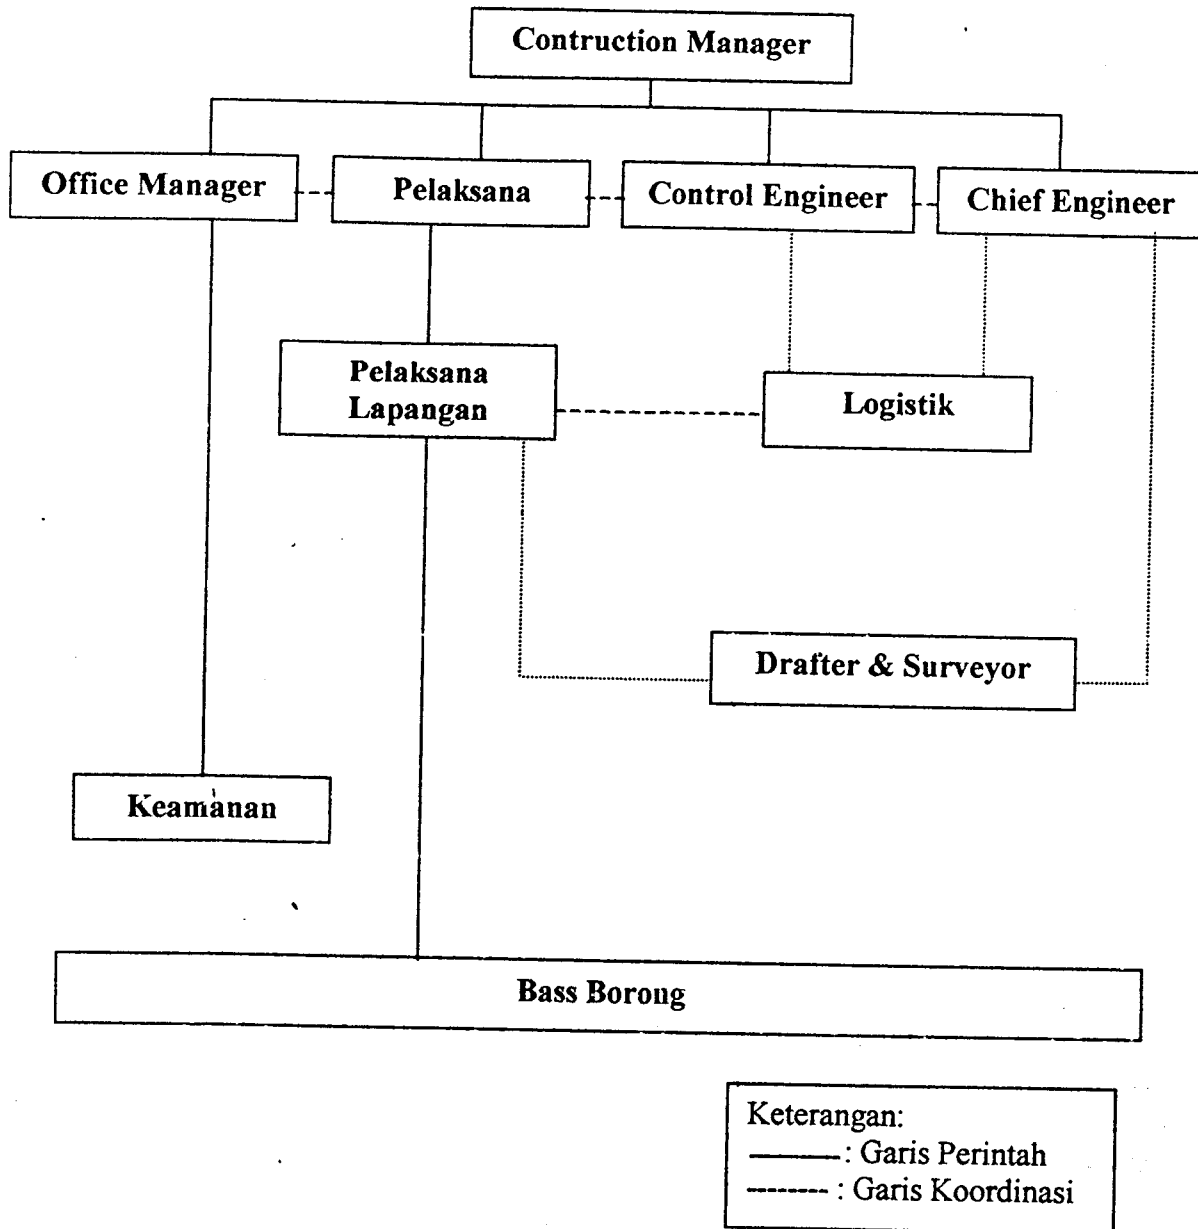 Contruction Manager
Office Manager
Pelaksana
Control Engineer
Chief Engineer
Pelaksana
Lapangan
Logistik
Drafter & Surveyor
Keamanan
Bass Borong
Keterangan:
: Garis Perintah
: Garis Koordinasi